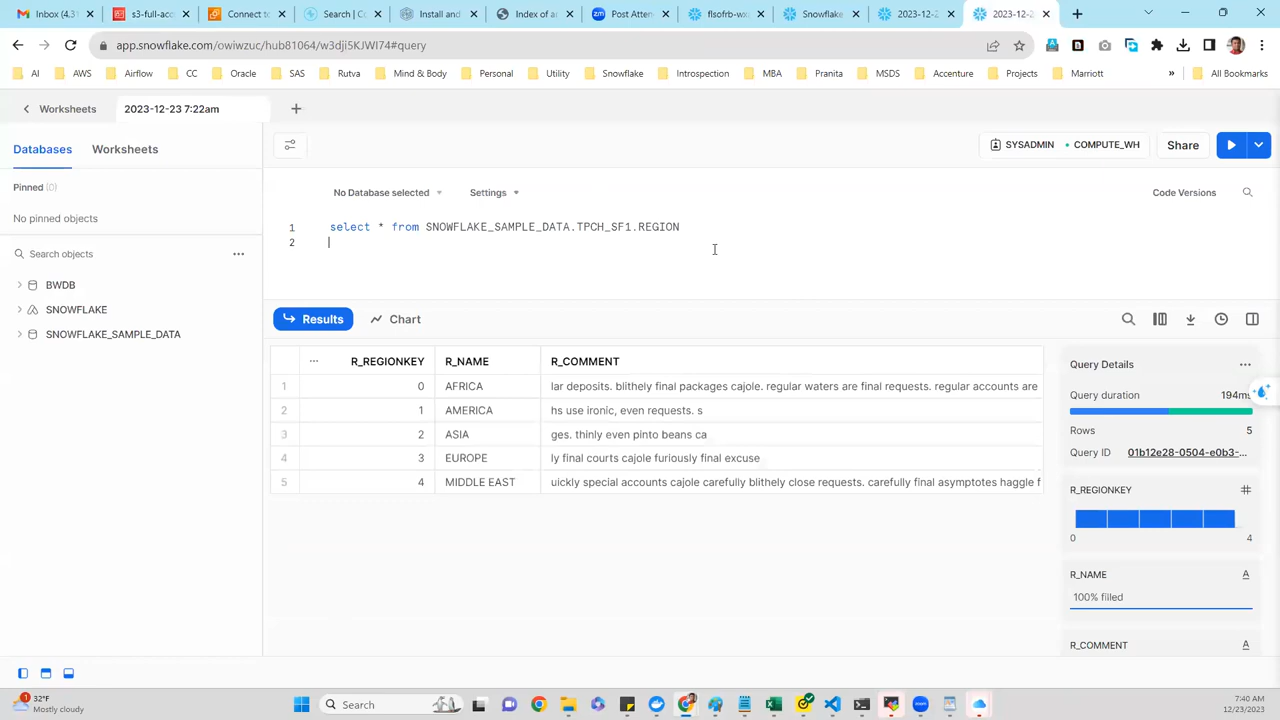 Inbox (4.31
s3-full-acc
Connect to
Search | Co
Install and
Index of ar
Post Atten
flsofrb-wx
Snowflake
2023-12-2
2023-12-2
app.snowflake.com/owiwzuc/hub81064/w3dji5KJWI74#query
AI
AWS
Airflow
CC
Oracle
SAS
Rutva
Mind & Body
Personal
Utility
Snowflake
Introspection
MBA
Pranita
MSDS
Accenture
Projects
Marriott
»
All Bookmarks
Worksheets
2023-12-23 7:22am
Databases
Worksheets
SYSADMIN
COMPUTE_WH
Share
Pinned (0)
No pinned objects
No Database selected
Settings
Code Versions
1 select * from SNOWFLAKE_SAMPLE_DATA.TPCH_SF1.REGION
2
Search objects
BWDB
SNOWFLAKE
SNOWFLAKE_SAMPLE_DATA
Results
Chart
R_REGIONKEY R_NAME R_COMMENT
1 0 AFRICA lar deposits. blithely final packages cajole. regular waters are final requests. regular accounts are
2 1 AMERICA hs use ironic, even requests. s
3 2 ASIA ges. thinly even pinto beans ca
4 3 EUROPE ly final courts cajole furiously final excuse
5 4 MIDDLE EAST uickly special accounts cajole carefully blithely close requests. carefully final asymptotes haggle f
Query Details
Query duration 194ms
Rows 5
Query ID 01b12e28-0504-e0b3-...
R_REGIONKEY
0 4
R_NAME A
100% filled
R_COMMENT A
1
32°F
Mostly cloudy
Search
7:40 AM
12/23/2023